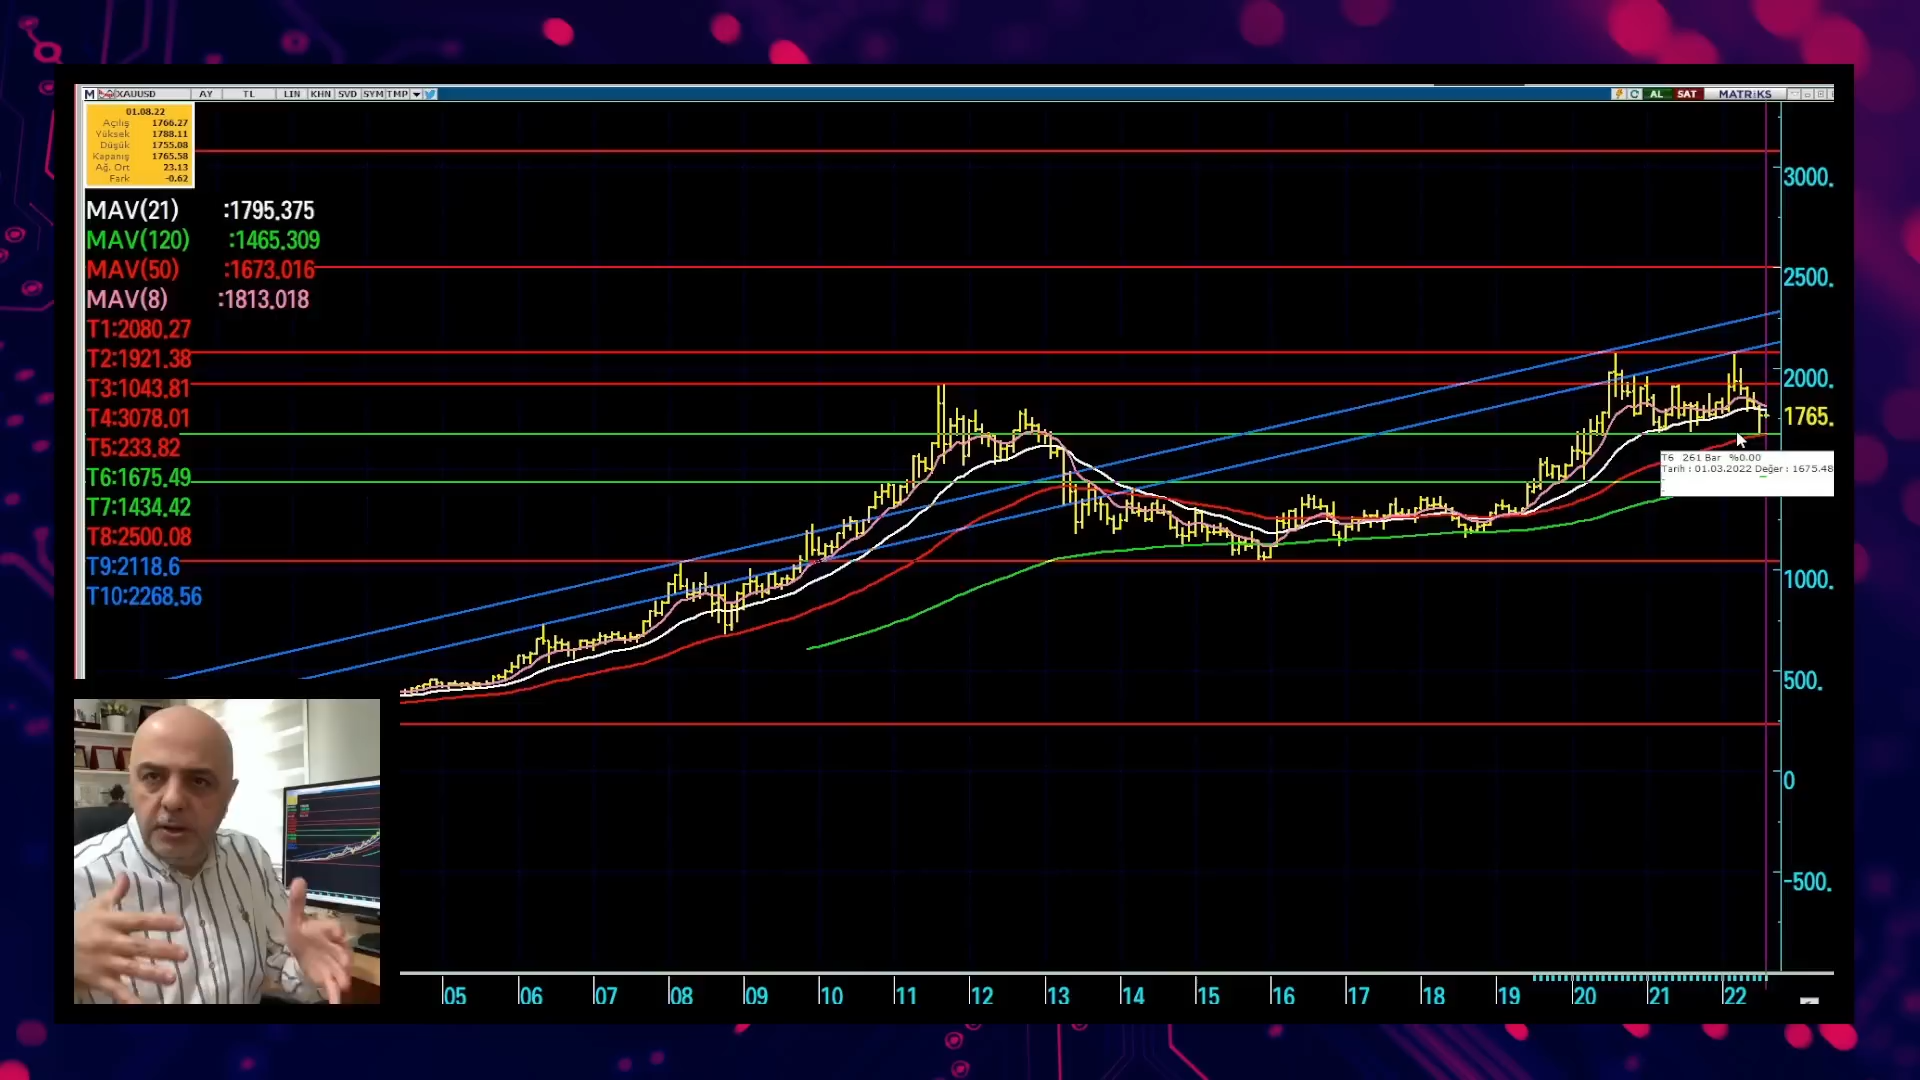 M XAUUSD AY TL LIN KHN SVD SYM TMP AL SAT MATRİKS
01.08.22
Açılış 1766.27
Yüksek 1788.11
Düşük 1755.08
Kapanış 1765.58
Ağ. Ort 23.13
Fark -0.62
MAV(21) :1795.375
MAV(120) :1465.309
MAV(50) :1673.016
MAV(8) :1813.018
T1:2080.27
T2:1921.38
T3:1043.81
T4:3078.01
T5:233.82
T6:1675.49
T7:1434.42
T8:2500.08
T9:2118.6
T10:2268.56
3000.
2500.
2000.
1765.
T6 261 Bar %0.00
Tarih : 01.03.2022 Değer : 1675.48
1000.
500.
0
-500.
05 06 07 08 09 10 11 12 13 14 15 16 17 18 19 20 21 22